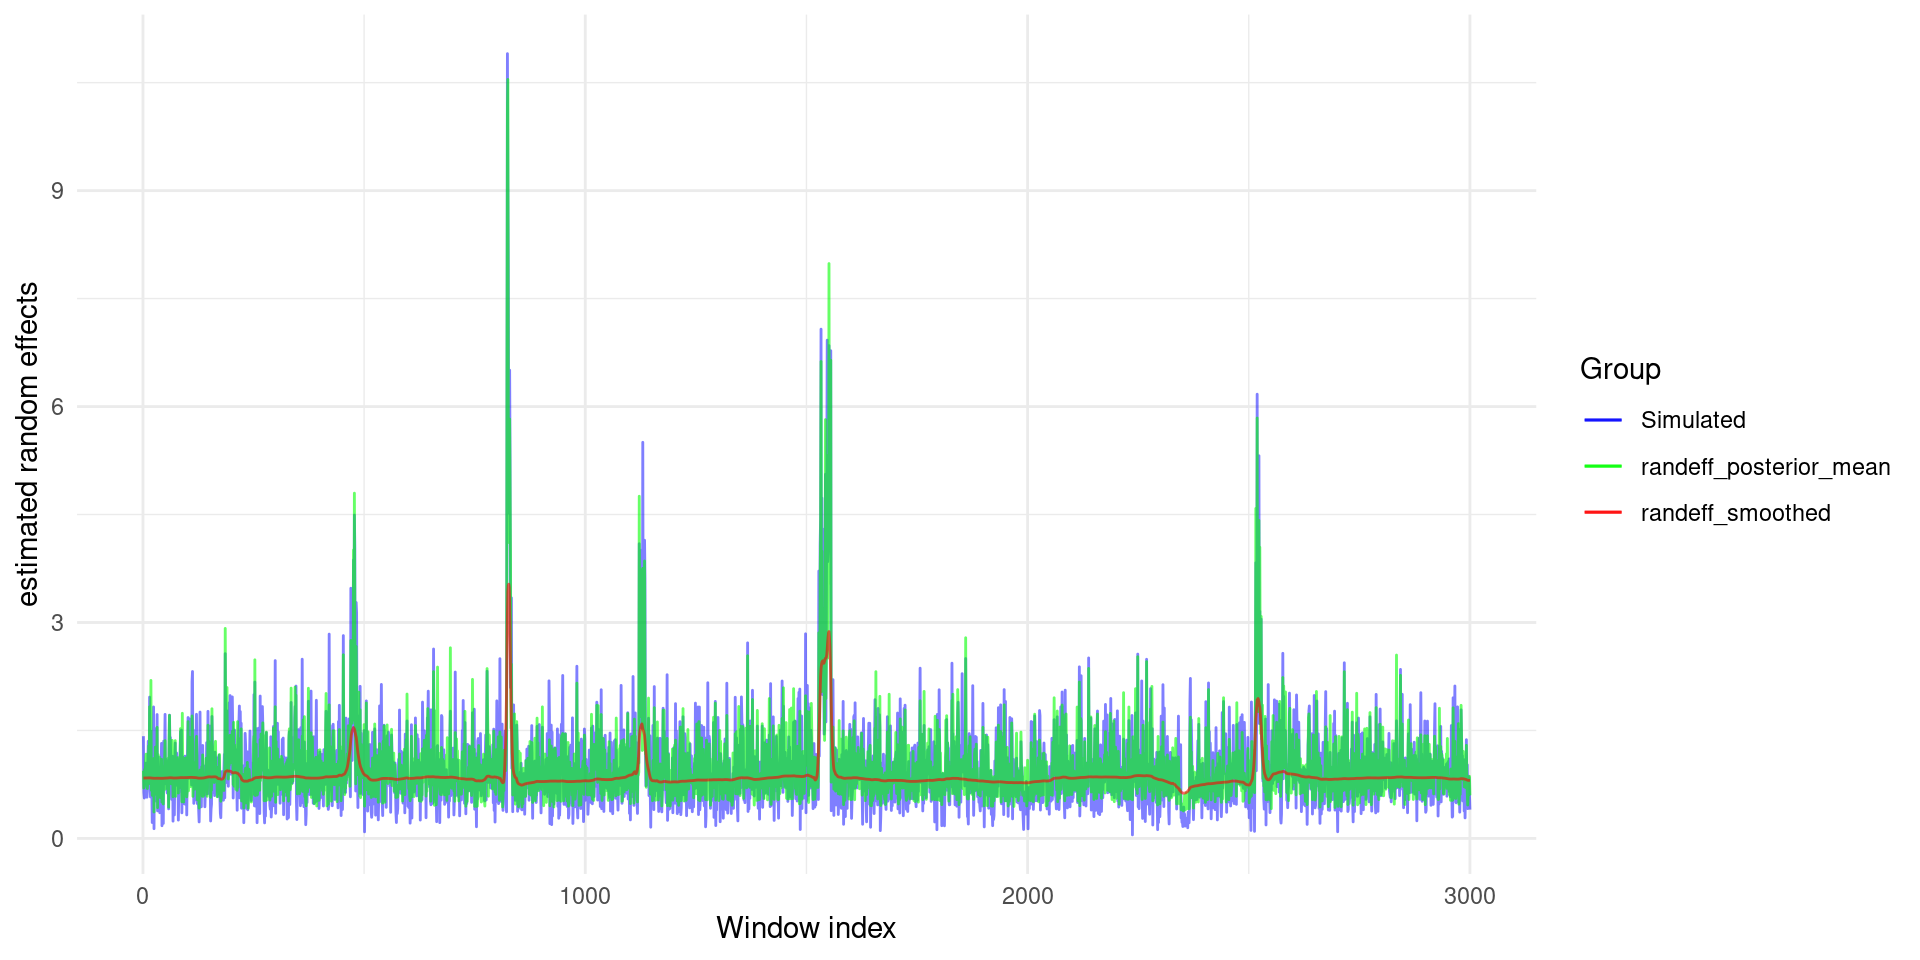 estimated random effects
9
6
3
0
0
1000
2000
3000
Window index
Group
Simulated
randeff_posterior_mean
randeff_smoothed